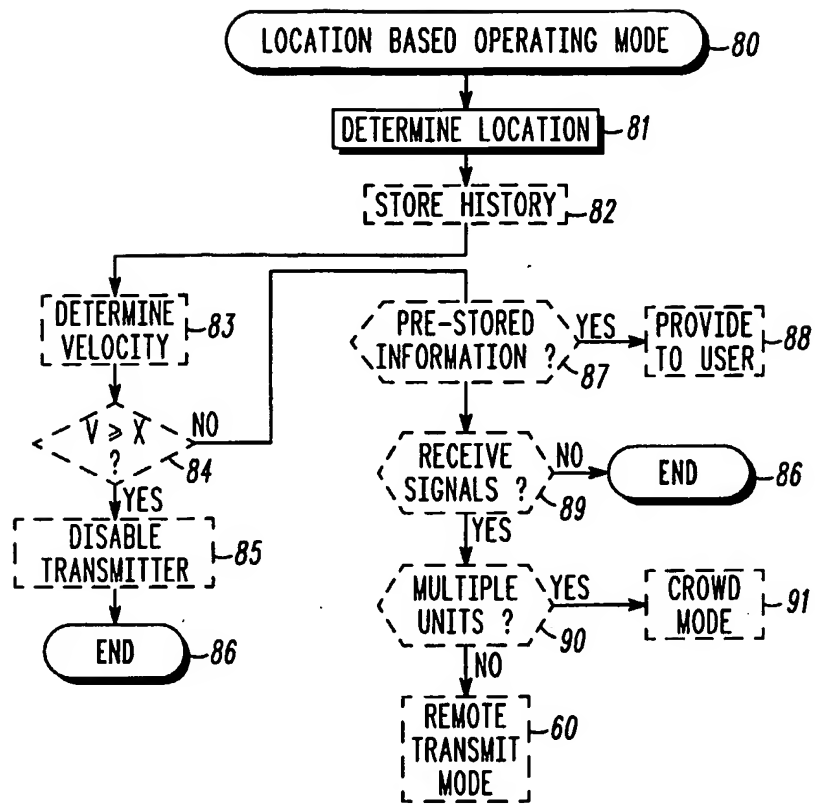 LOCATION BASED OPERATING MODE
80
DETERMINE LOCATION
81
STORE HISTORY
82
DETERMINE
VELOCITY
83
V ≥ X
?
84
NO
YES
DISABLE
TRANSMITTER
85
END
86
PRE-STORED
INFORMATION ?
87
YES
PROVIDE
TO USER
88
RECEIVE
SIGNALS ?
89
NO
END
86
YES
MULTIPLE
UNITS ?
90
YES
CROWD
MODE
91
NO
REMOTE
TRANSMIT
MODE
60